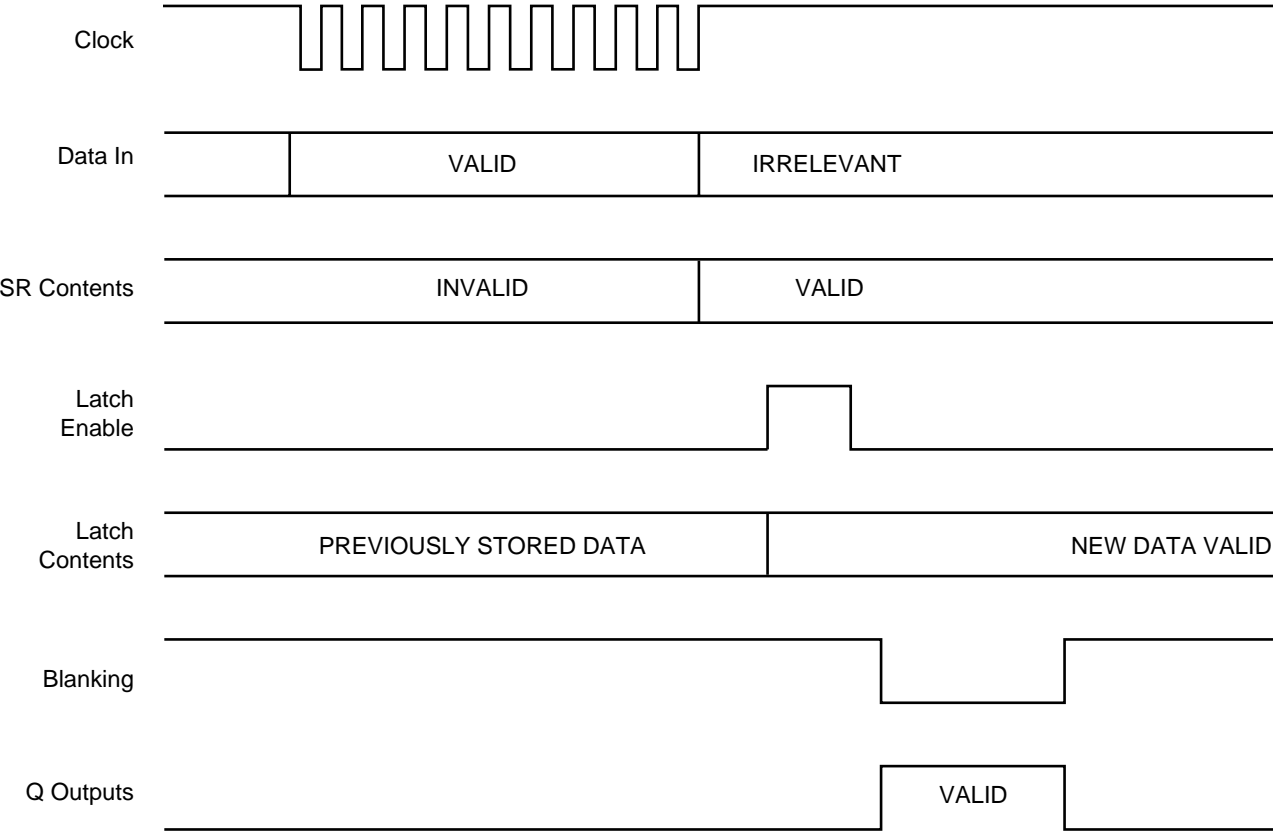 Clock
Data In
VALID
IRRELEVANT
SR Contents
INVALID
VALID
Latch
Enable
Latch
Contents
PREVIOUSLY STORED DATA
NEW DATA VALID
Blanking
Q Outputs
VALID